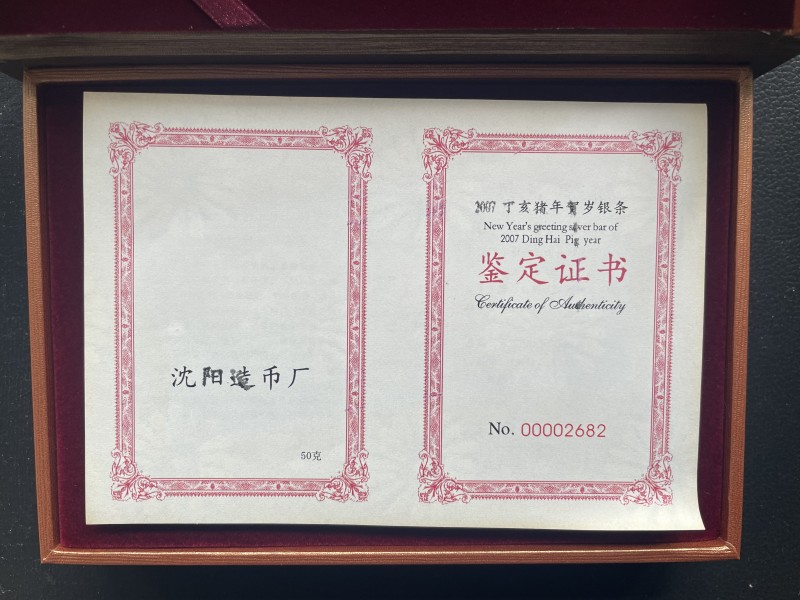 沈阳造币厂
50克
2007 丁亥猪年贺岁银条
New Year's greeting silver bar of
2007 Ding Hai Pig year
鉴定证书
Certificate of Authenticity
No. 00002682